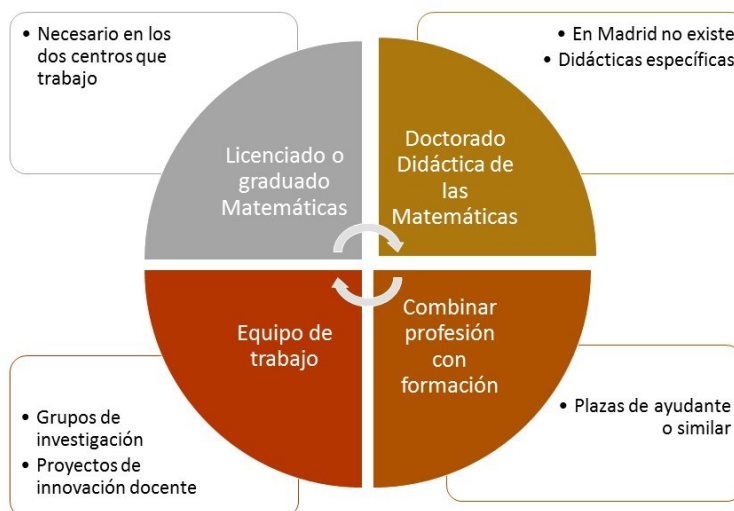 • Necesario en los
dos centros que
trabajo
• En Madrid no existe
• Didácticas específicas
Licenciado o
graduado
Matemáticas
Doctorado
Didáctica de
las
Matemáticas
Equipo de
trabajo
Combinar
profesión
con
formación
• Grupos de
investigación
• Proyectos de
innovación docente
• Plazas de ayudante
o similar